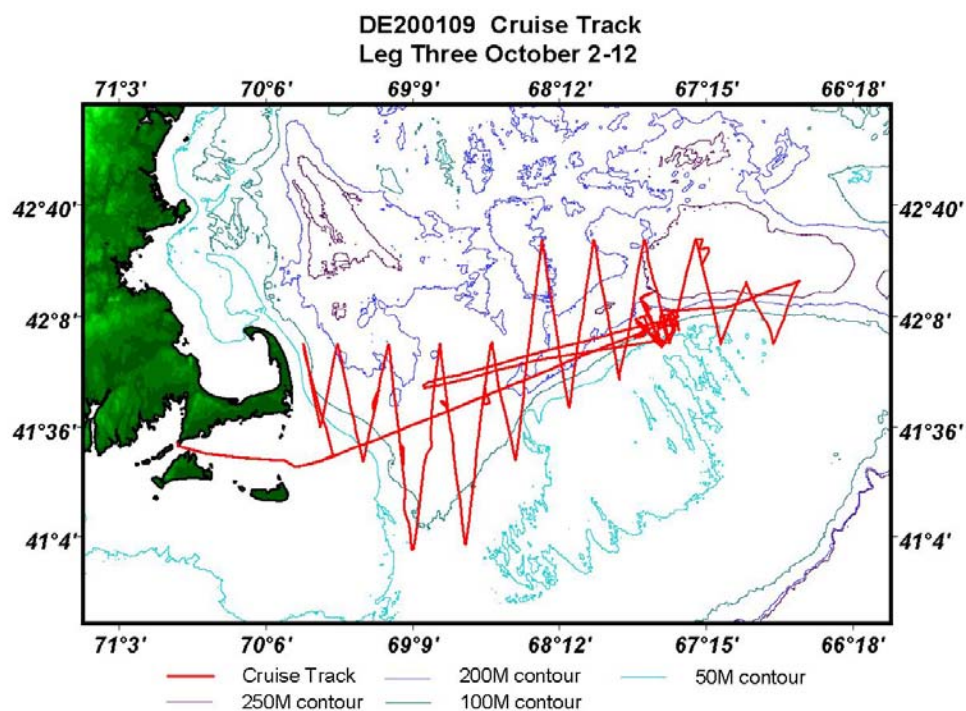 DE200109 Cruise Track
Leg Three October 2-12
71°3' 70°6' 69°9' 68°12' 67°15' 66°18'
42°40' 42°40'
42°8' 42°8'
41°36' 41°36'
41°4' 41°4'
71°3' 70°6' 69°9' 68°12' 67°15' 66°18'
Cruise Track 200M contour 50M contour
250M contour 100M contour